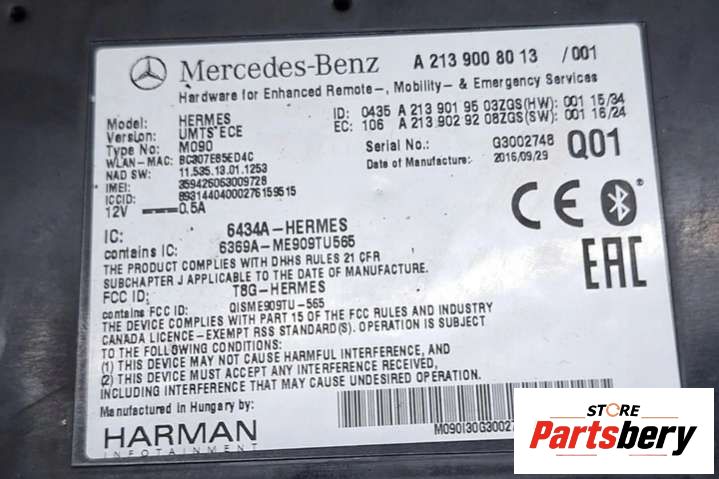 Mercedes-Benz A 213 900 80 13 /001
Hardware for Enhanced Remote-, Mobility- & Emergency Services
Model: HERMES ID: 0435 A 213 901 95 03ZGS(HW): 001 15/34
Version: UMTS ECE EC: 106 A 213 902 92 08ZGS(SW): 001 16/24
Type No: M090 Serial No.: G3002748
WLAN-MAC: BC307E85ED4C Date of Manufacture: 2016/09/29 Q01
NAD SW: 11.535.13.01.1253
IMEI: 359426063009728
ICCID: 89314404000276159515
12V 0.5A
IC: 6434A-HERMES
contains IC: 6369A-ME909TU565
THE PRODUCT COMPLIES WITH DHHS RULES 21 CFR
SUBCHAPTER J APPLICABLE TO THE DATE OF MANUFACTURE.
FCC ID: T8G-HERMES
contains FCC ID: QISME909TU-565
THE DEVICE COMPLIES WITH PART 15 OF THE FCC RULES AND INDUSTRY
CANADA LICENCE-EXEMPT RSS STANDARD(S). OPERATION IS SUBJECT
TO THE FOLLOWING TWO CONDITIONS:
(1) THIS DEVICE MAY NOT CAUSE HARMFUL INTERFERENCE, AND
(2) THIS DEVICE MUST ACCEPT ANY INTERFERENCE RECEIVED,
INCLUDING INTERFERENCE THAT MAY CAUSE UNDESIRED OPERATION.
CE
EAC
Manufactured in Hungary by:
HARMAN
INFOTAINMENT
M090I30G30027
STORE
Partsbery